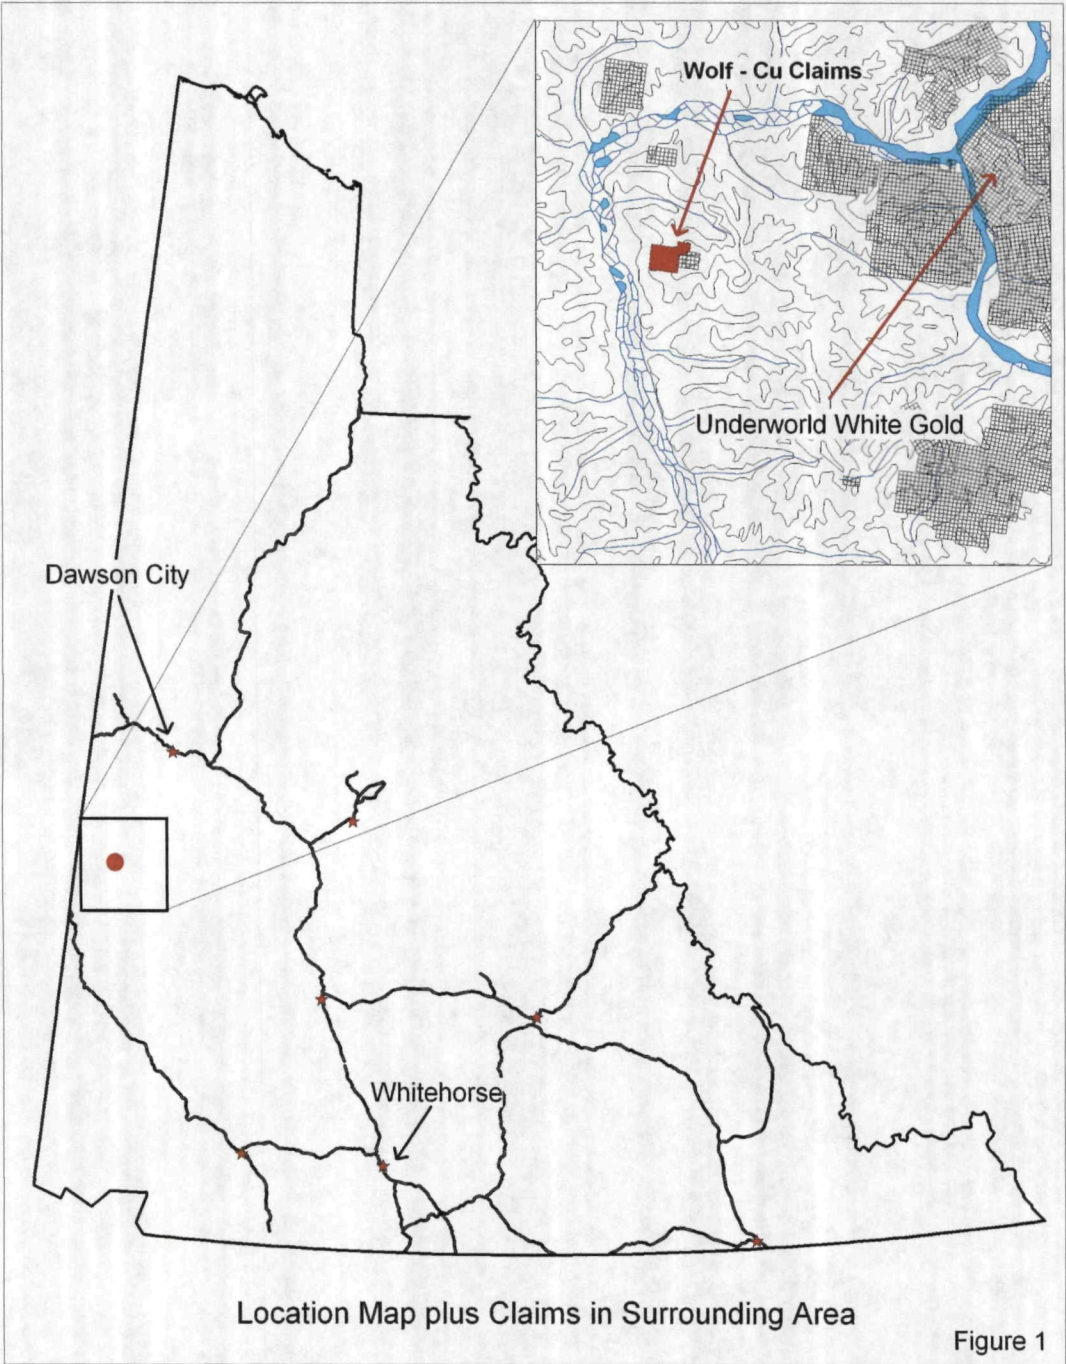 Wolf - Cu Claims
Underworld White Gold
Dawson City
Whitehorse
Location Map plus Claims in Surrounding Area
Figure 1